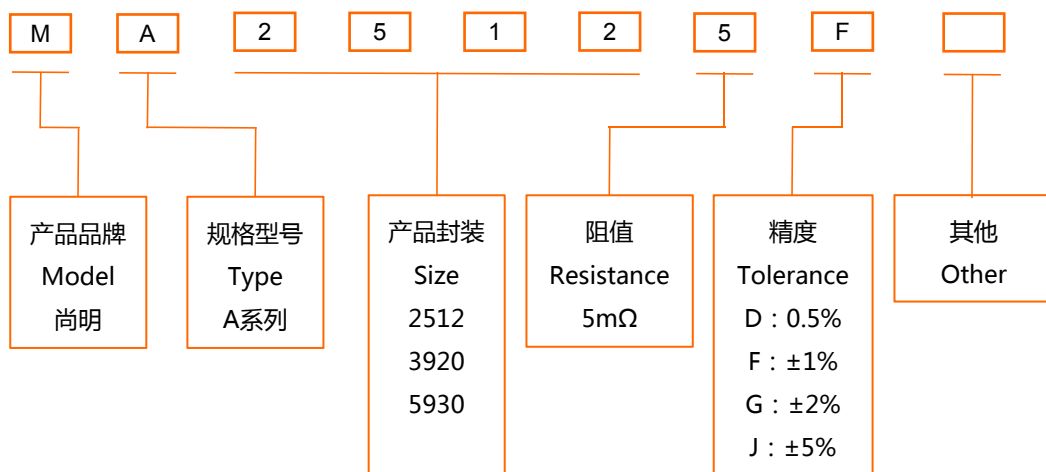 M A 2 5 1 2 5 F
产品品牌
Model
尚明
规格型号
Type
A系列
产品封装
Size
2512
3920
5930
阻值
Resistance
5mΩ
精度
Tolerance
D：0.5%
F：±1%
G：±2%
J：±5%
其他
Other